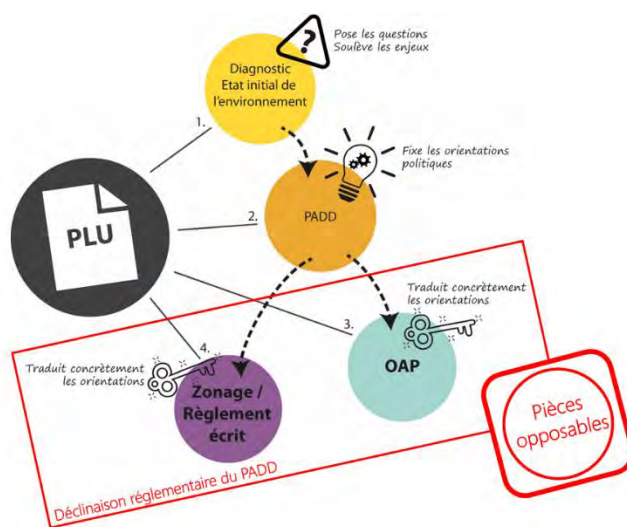 Pose les questions
Soulève les enjeux
?
Diagnostic
Etat initial de
l'environnement
1.
Fixe les orientations
politiques
PLU
2.
PADD
Traduit concrètement
les orientations
3.
OAP
4.
Traduit concrètement
les orientations
Zonage /
Règlement
écrit
Pièces
opposables
Déclinaison réglementaire du PADD